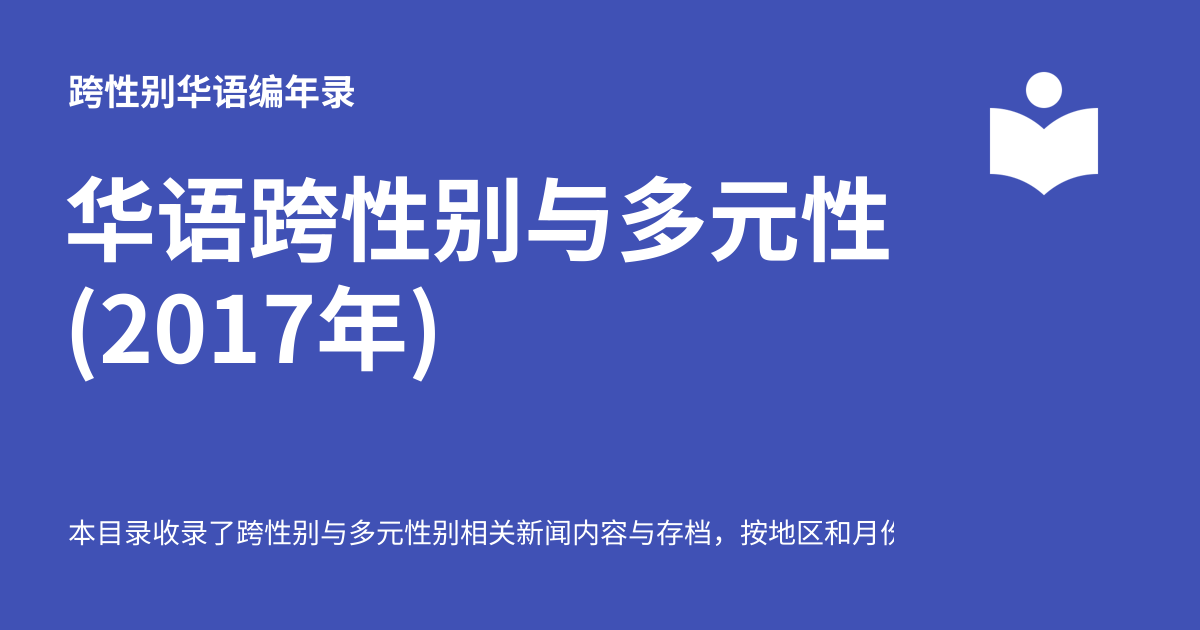 跨性别华语编年录
华语跨性别与多元性
(2017年)
本目录收录了跨性别与多元性别相关新闻内容与存档，按地区和月份